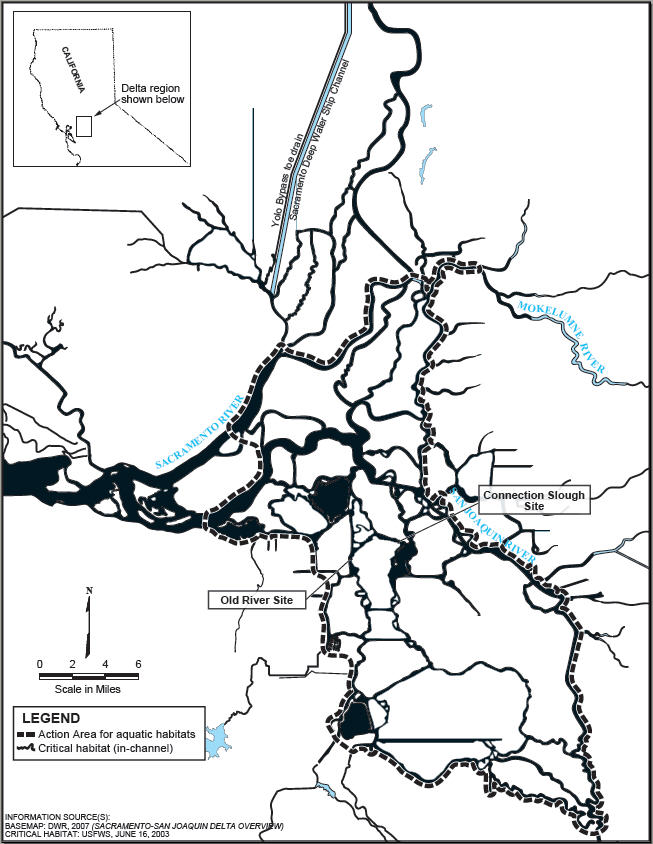 CALIFORNIA
Delta region
shown below
Yolo Bypass toe drain
Sacramento Deep Water Ship Channel
MOKELUMNE RIVER
SACRAMENTO RIVER
Connection Slough
Site
SAN JOAQUIN RIVER
Old River Site
N
0 2 4 6
Scale in Miles
LEGEND
Action Area for aquatic habitats
Critical habitat (in-channel)
INFORMATION SOURCE(S):
BASEMAP: DWR, 2007 (SACRAMENTO-SAN JOAQUIN DELTA OVERVIEW)
CRITICAL HABITAT: USFWS, JUNE 16, 2003